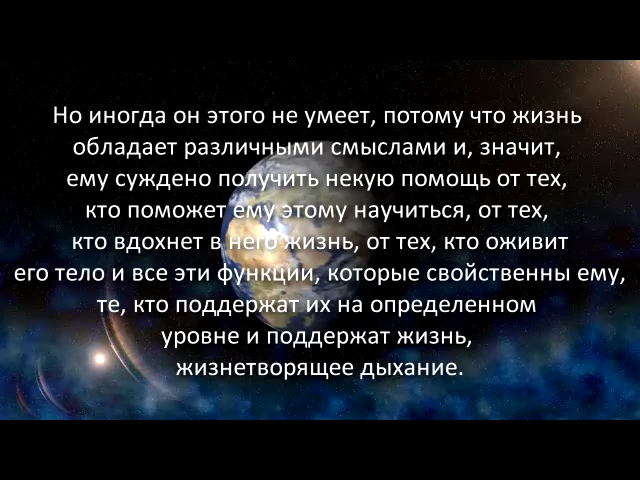 Но иногда он этого не умеет, потому что жизнь
обладает различными смыслами и, значит,
ему суждено получить некую помощь от тех,
кто поможет ему этому научиться, от тех,
кто вдохнет в него жизнь, от тех, кто оживит
его тело и все эти функции, которые свойственны ему,
те, кто поддержат их на определенном
уровне и поддержат жизнь,
жизнетворящее дыхание.